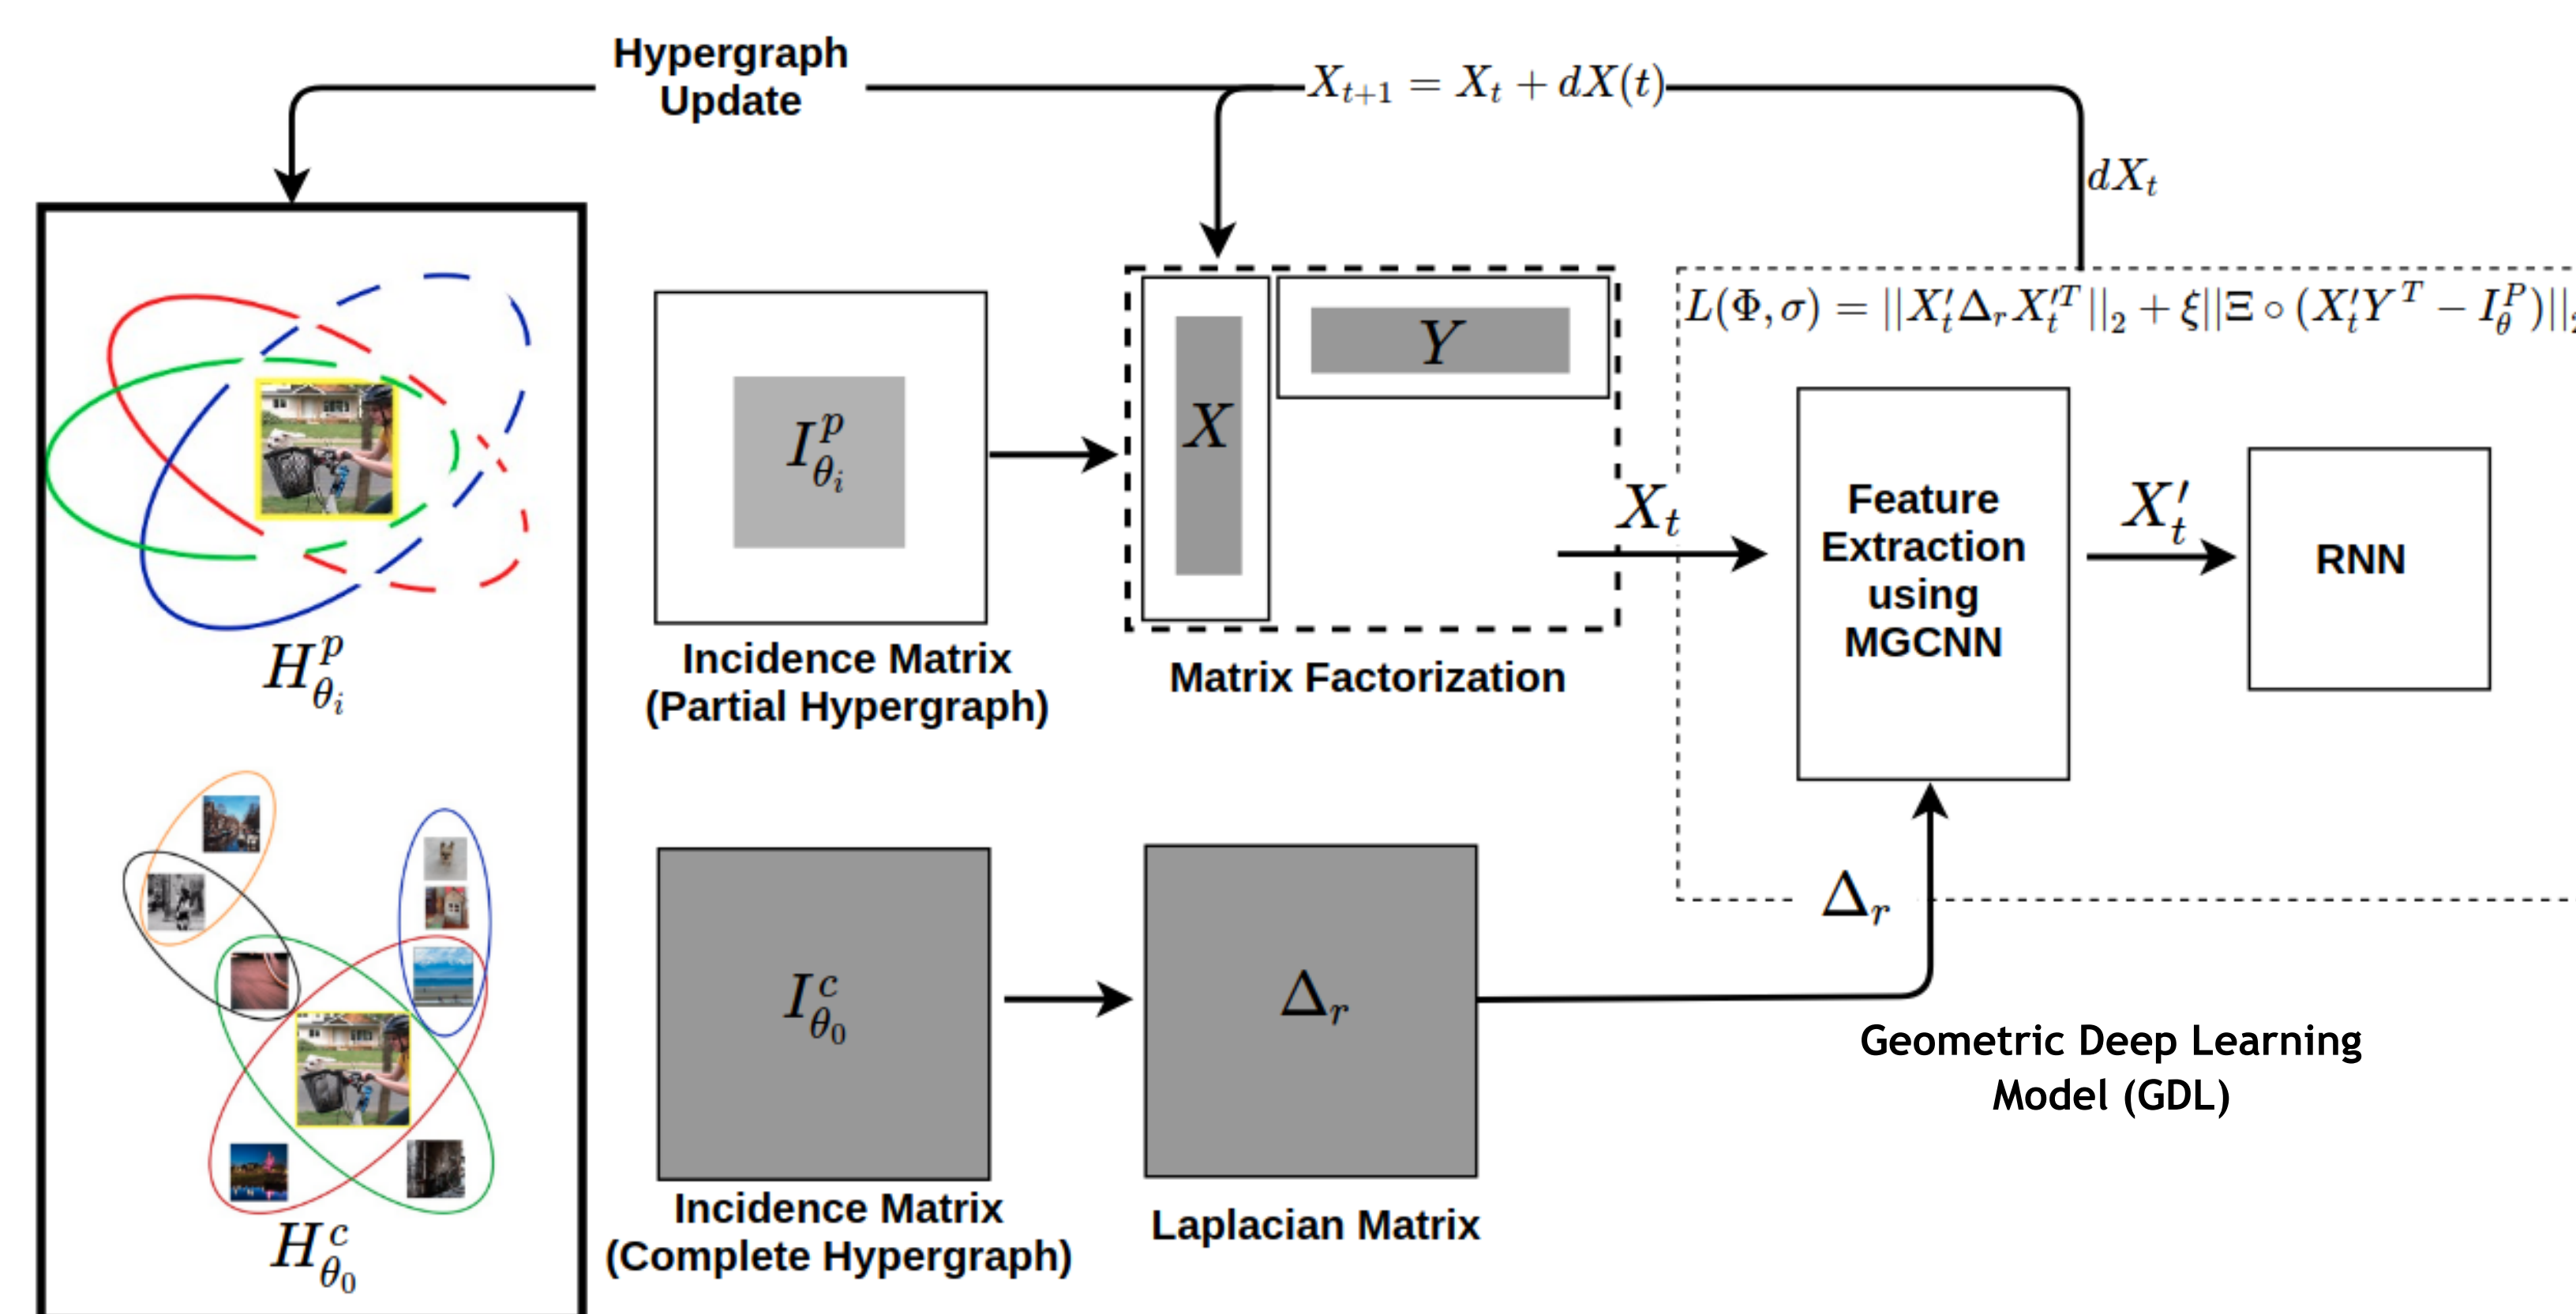 Hypergraph
Update
X_{t+1} = X_t + dX(t)
dX_t
L(Φ, σ) = ||X'_t Δ_r X'^T_t||_2 + ξ||Ξ ∘ (X'_t Y^T − I^P_θ)||_2
I^p_{θ_i}
X
Y
X_t
Feature
Extraction
using
MGCNN
X'_t
RNN
H^p_{θ_i}
Incidence Matrix
(Partial Hypergraph)
Matrix Factorization
Δ_r
I^c_{θ_0}
Δ_r
Geometric Deep Learning
Model (GDL)
H^c_{θ_0}
Incidence Matrix
(Complete Hypergraph)
Laplacian Matrix